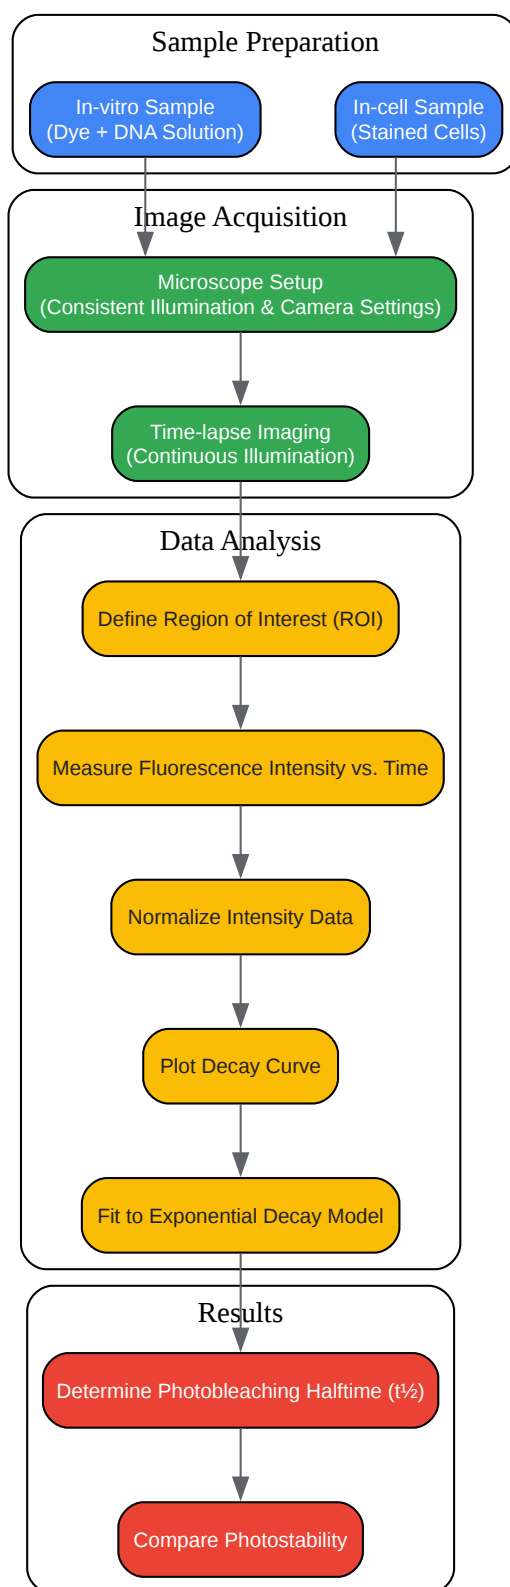 Sample Preparation
In-vitro Sample
(Dye + DNA Solution)
In-cell Sample
(Stained Cells)
Image Acquisition
Microscope Setup
(Consistent Illumination & Camera Settings)
Time-lapse Imaging
(Continuous Illumination)
Data Analysis
Define Region of Interest (ROI)
Measure Fluorescence Intensity vs. Time
Normalize Intensity Data
Plot Decay Curve
Fit to Exponential Decay Model
Results
Determine Photobleaching Halftime (t½)
Compare Photostability